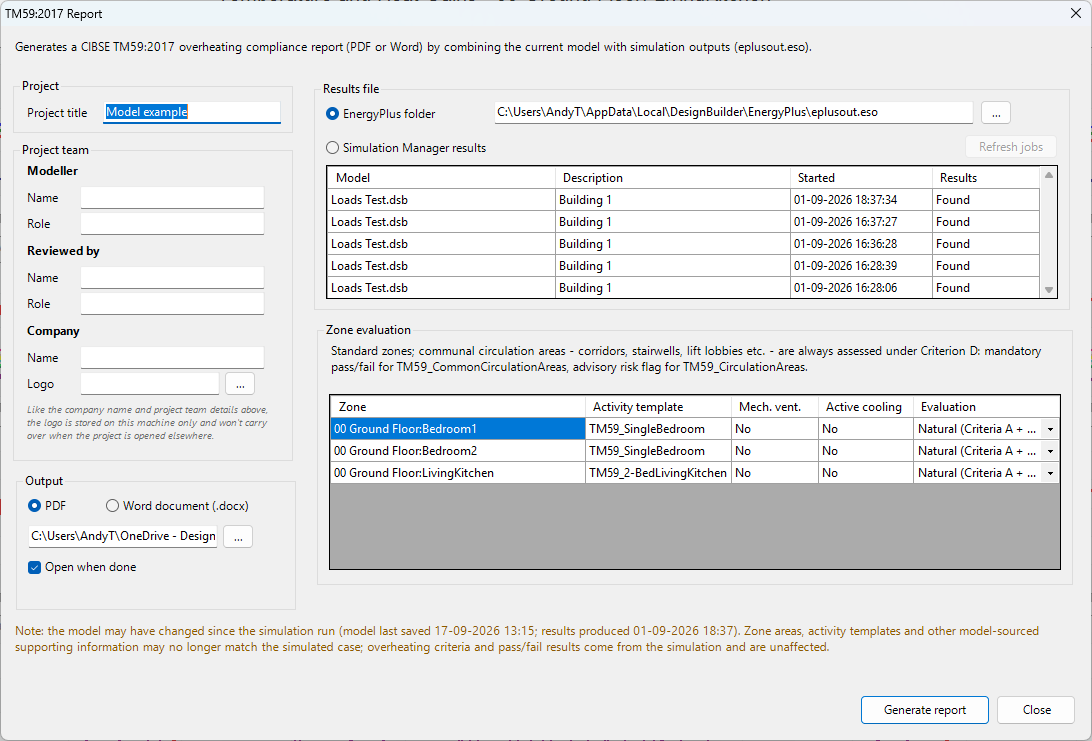 TM59:2017 Report
Generates a CIBSE TM59:2017 overheating compliance report (PDF or Word) by combining the current model with simulation outputs (eplusout.eso).
Project
Project title Model example
Project team
Modeller
Name
Role
Reviewed by
Name
Role
Company
Name
Logo ...
Like the company name and project team details above,
the logo is stored on this machine only and won't carry
over when the project is opened elsewhere.
Output
PDF Word document (.docx)
C:\Users\AndyT\OneDrive - Design ...
Open when done
Results file
EnergyPlus folder C:\Users\AndyT\AppData\Local\DesignBuilder\EnergyPlus\eplusout.eso ...
Simulation Manager results Refresh jobs
Model Description Started Results
Loads Test.dsb Building 1 01-09-2026 18:37:34 Found
Loads Test.dsb Building 1 01-09-2026 16:37:27 Found
Loads Test.dsb Building 1 01-09-2026 16:36:28 Found
Loads Test.dsb Building 1 01-09-2026 16:28:39 Found
Loads Test.dsb Building 1 01-09-2026 16:28:06 Found
Zone evaluation
Standard zones; communal circulation areas - corridors, stairwells, lift lobbies etc. - are always assessed under Criterion D: mandatory
pass/fail for TM59_CommonCirculationAreas, advisory risk flag for TM59_CirculationAreas.
Zone Activity template Mech. vent. Active cooling Evaluation
00 Ground Floor:Bedroom1 TM59_SingleBedroom No No Natural (Criteria A + ...
00 Ground Floor:Bedroom2 TM59_SingleBedroom No No Natural (Criteria A + ...
00 Ground Floor:LivingKitchen TM59_2-BedLivingKitchen No No Natural (Criteria A + ...
Note: the model may have changed since the simulation run (model last saved 17-09-2026 13:15; results produced 01-09-2026 18:37). Zone areas, activity templates and other model-sourced
supporting information may no longer match the simulated case; overheating criteria and pass/fail results come from the simulation and are unaffected.
Generate report Close